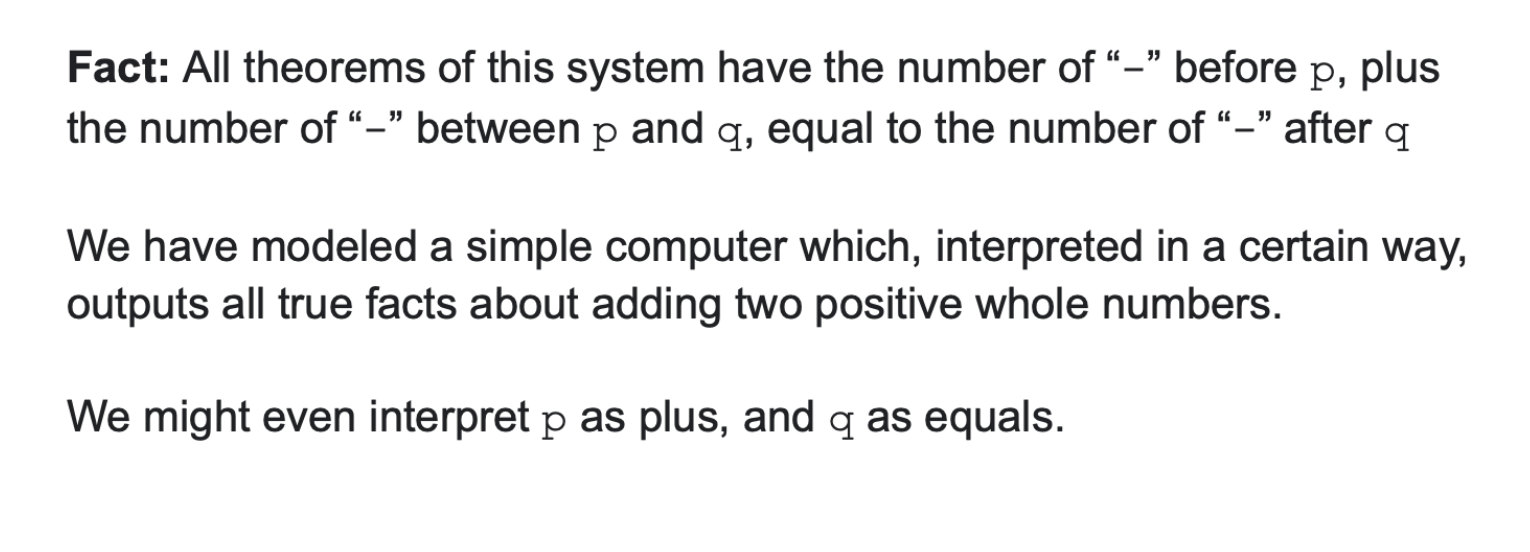 Fact: All theorems of this system have the number of “–” before p, plus
the number of “–” between p and q, equal to the number of “–” after q
We have modeled a simple computer which, interpreted in a certain way,
outputs all true facts about adding two positive whole numbers.
We might even interpret p as plus, and q as equals.